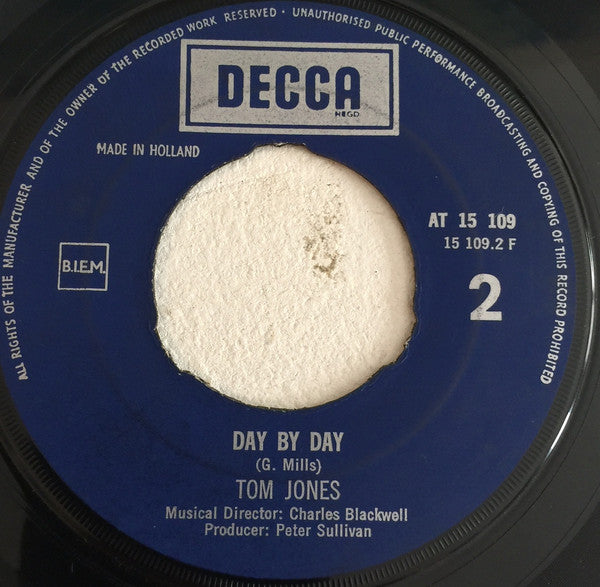 ALL RIGHTS OF THE MANUFACTURER AND OF THE OWNER OF THE RECORDED WORK RESERVED • UNAUTHORISED PUBLIC PERFORMANCE BROADCASTING AND COPYING OF THIS RECORD PROHIBITED
DECCA
REGD.
MADE IN HOLLAND
AT 15 109
15 109.2 F
B.I.E.M.
2
DAY BY DAY
(G. Mills)
TOM JONES
Musical Director: Charles Blackwell
Producer: Peter Sullivan